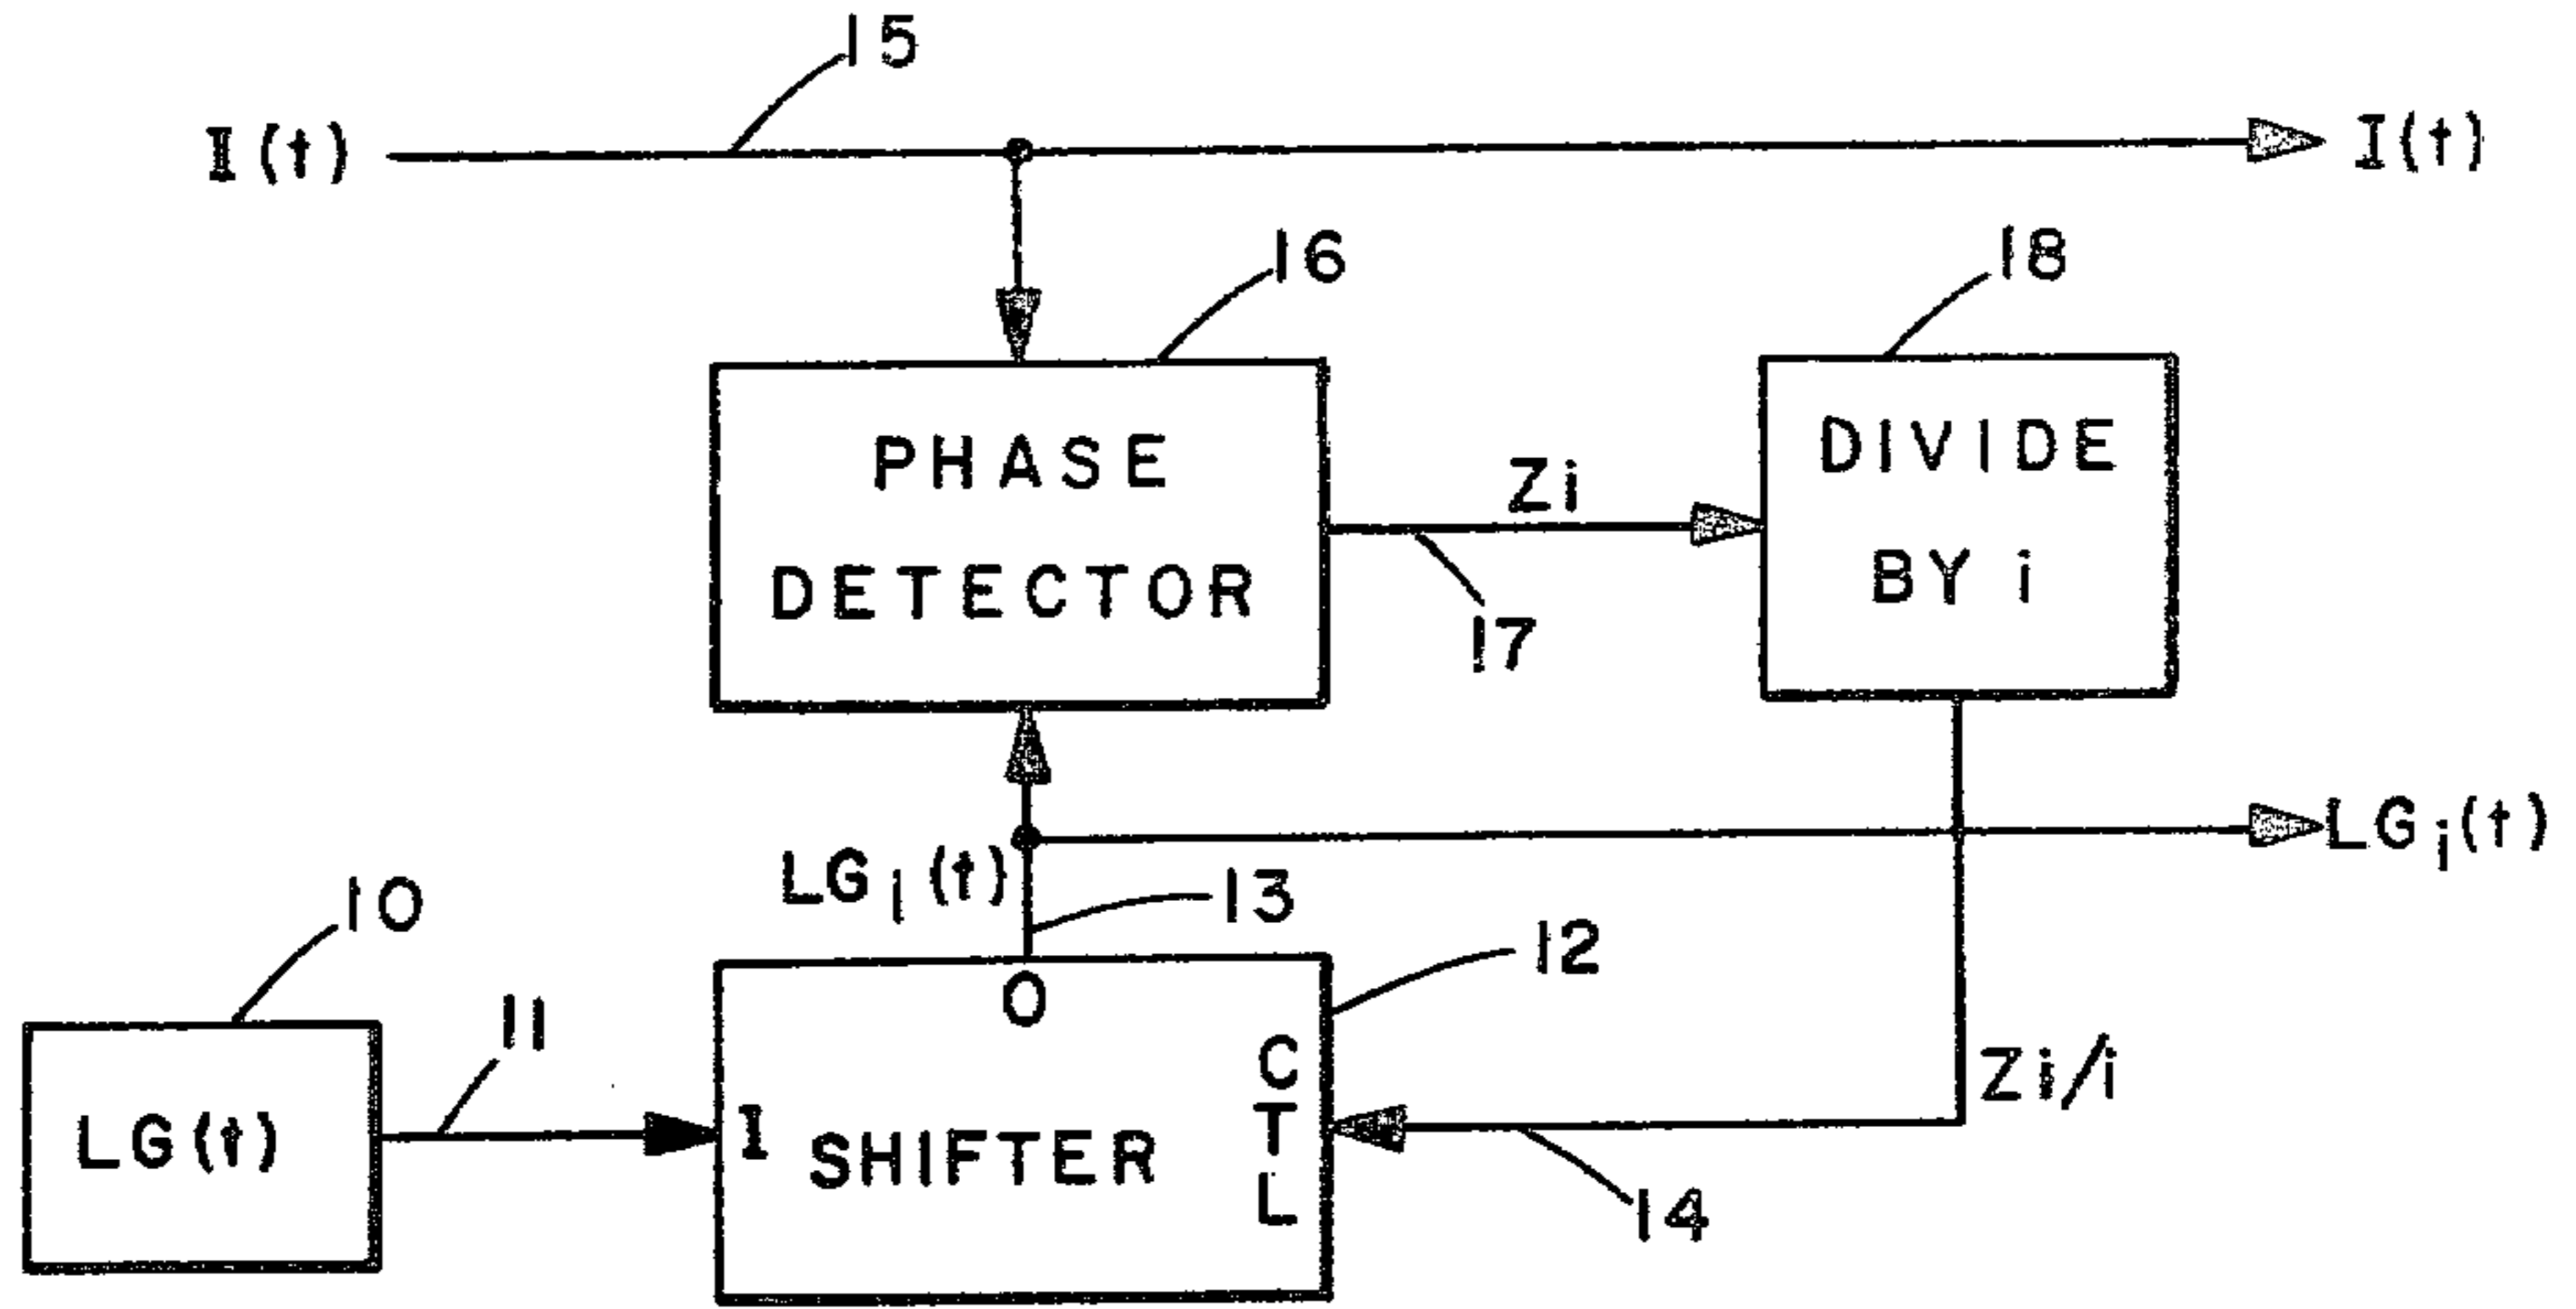 15
I(t)
I(t)
16
18
PHASE
DETECTOR
Zi
DIVIDE
BY i
17
LGi(t)
LGi(t)
10
13
12
O
11
LG(t)
I
SHIFTER
CTL
Zi/i
14